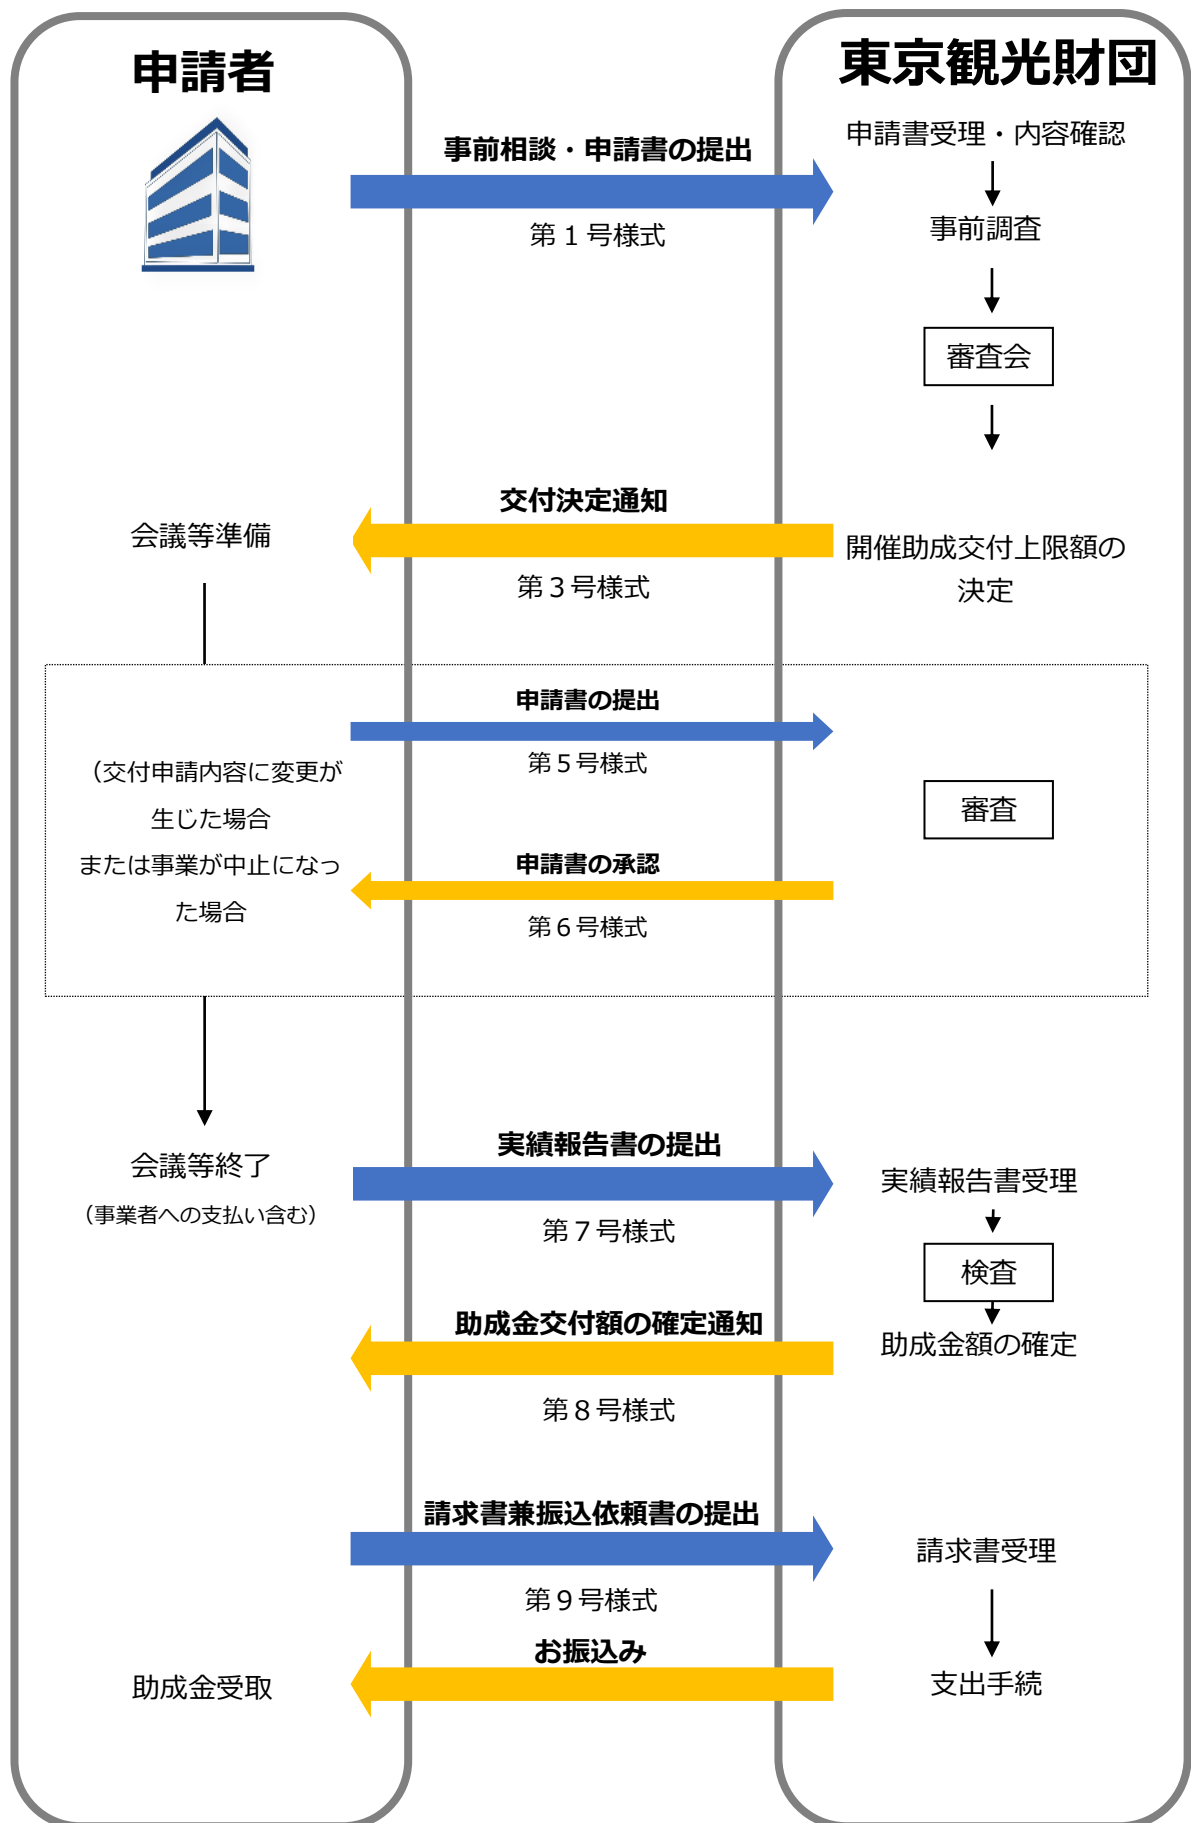 申請者
東京観光財団
事前相談・申請書の提出
第１号様式
申請書受理・内容確認
事前調査
審査会
交付決定通知
第３号様式
会議等準備
開催助成交付上限額の
決定
申請書の提出
第５号様式
（交付申請内容に変更が
生じた場合
または事業が中止になっ
た場合
審査
申請書の承認
第６号様式
会議等終了
（事業者への支払い含む）
実績報告書の提出
第７号様式
実績報告書受理
検査
助成金額の確定
助成金交付額の確定通知
第８号様式
請求書兼振込依頼書の提出
第９号様式
請求書受理
お振込み
助成金受取
支出手続